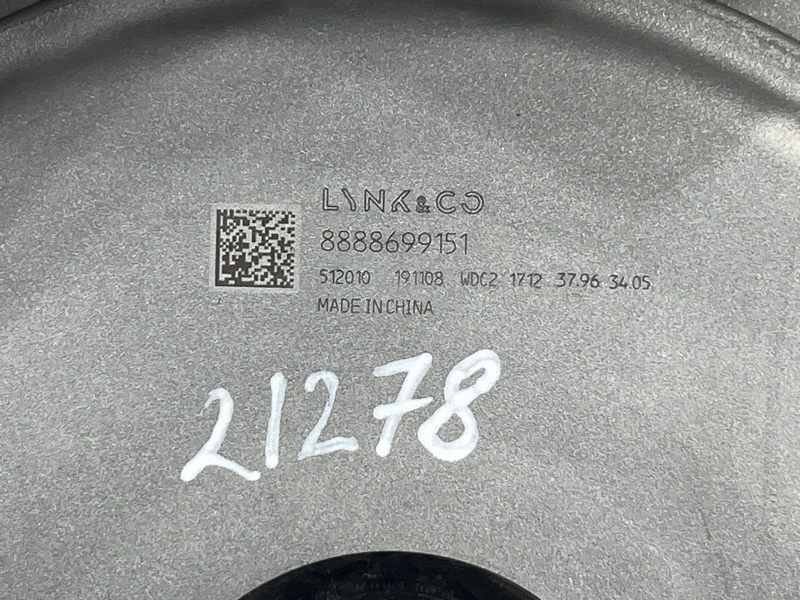 LYNK&CO
8888699151
512010 191108 WDC2 1712 37.96 34.05
MADE IN CHINA
21278